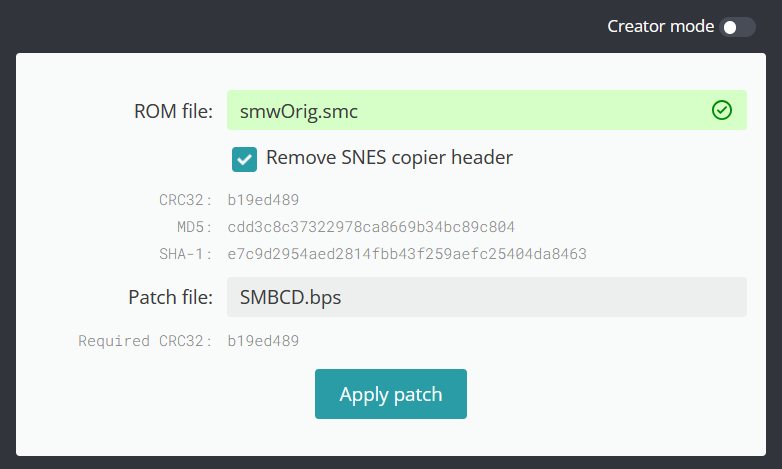 Creator mode
ROM file: smwOrig.smc
Remove SNES copier header
CRC32: b19ed489
MD5: cdd3c8c37322978ca8669b34bc89c804
SHA-1: e7c9d2954aed2814fbb43f259aefc25404da8463
Patch file: SMBCD.bps
Required CRC32: b19ed489
Apply patch